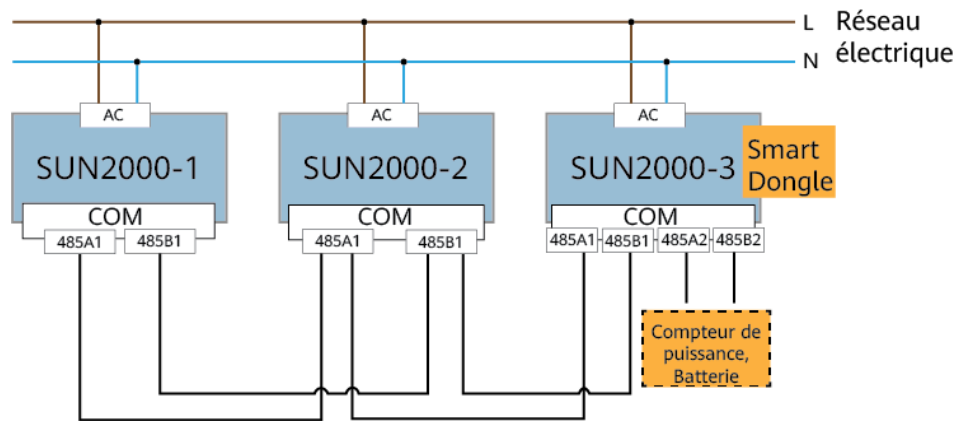 L
Réseau
électrique
N
AC
AC
AC
SUN2000-1
SUN2000-2
SUN2000-3
Smart
Dongle
COM
COM
COM
485A1
485B1
485A1
485B1
485A1
485B1
485A2
485B2
Compteur de
puissance,
Batterie